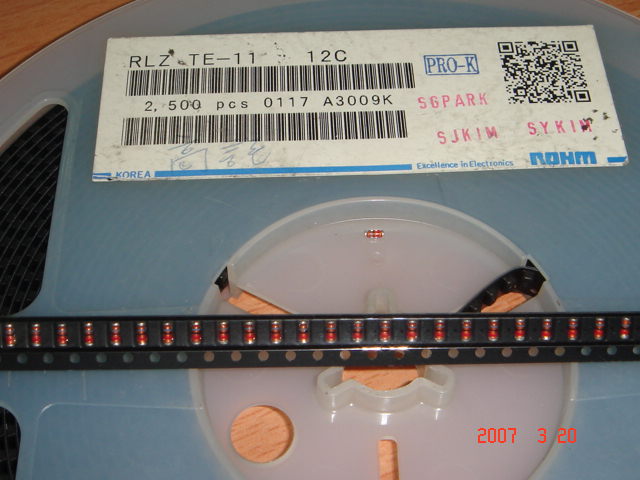 RLZ TE-11 12C
PRO-K
2,500 pcs 0117 A3009K
SGPARK
SJKIM SYKIM
KOREA
Excellence in Electronics
ROHM
2007 3 20